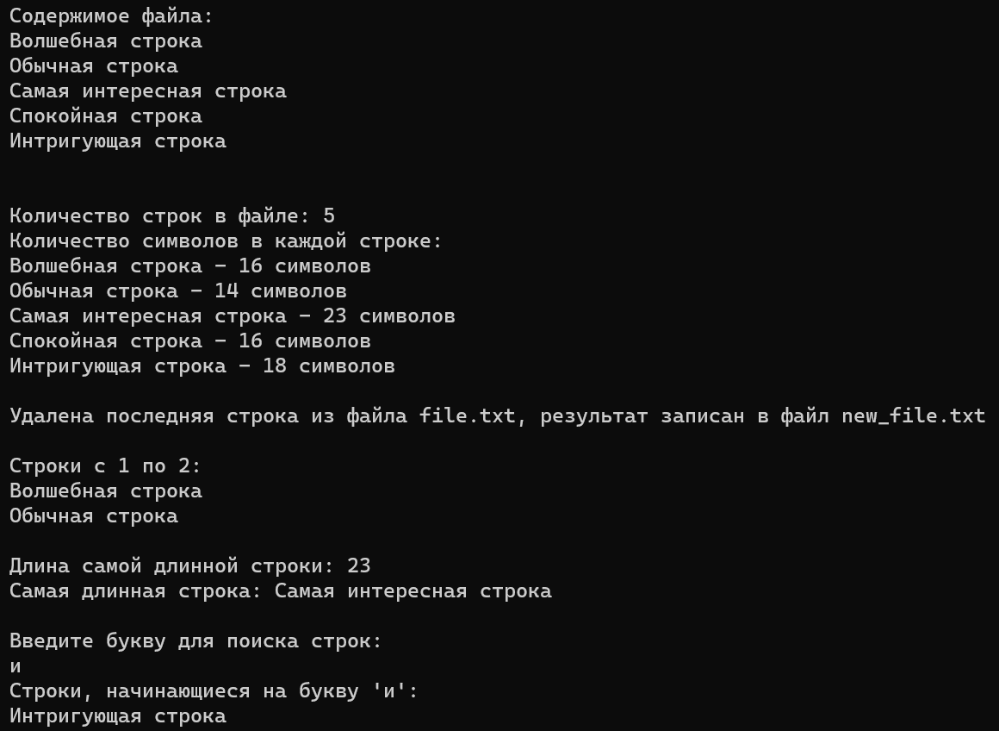 Содержимое файла:
Волшебная строка
Обычная строка
Самая интересная строка
Спокойная строка
Интригующая строка
Количество строк в файле: 5
Количество символов в каждой строке:
Волшебная строка – 16 символов
Обычная строка – 14 символов
Самая интересная строка – 23 символов
Спокойная строка – 16 символов
Интригующая строка – 18 символов
Удалена последняя строка из файла file.txt, результат записан в файл new_file.txt
Строки с 1 по 2:
Волшебная строка
Обычная строка
Длина самой длинной строки: 23
Самая длинная строка: Самая интересная строка
Введите букву для поиска строк:
и
Строки, начинающиеся на букву 'и':
Интригующая строка